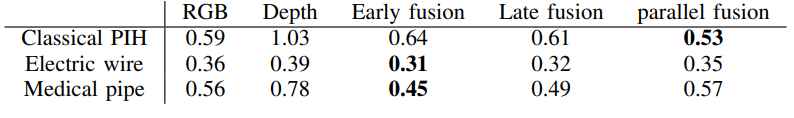 RGB Depth Early fusion Late fusion parallel fusion
Classical PIH 0.59 1.03 0.64 0.61 0.53
Electric wire 0.36 0.39 0.31 0.32 0.35
Medical pipe 0.56 0.78 0.45 0.49 0.57